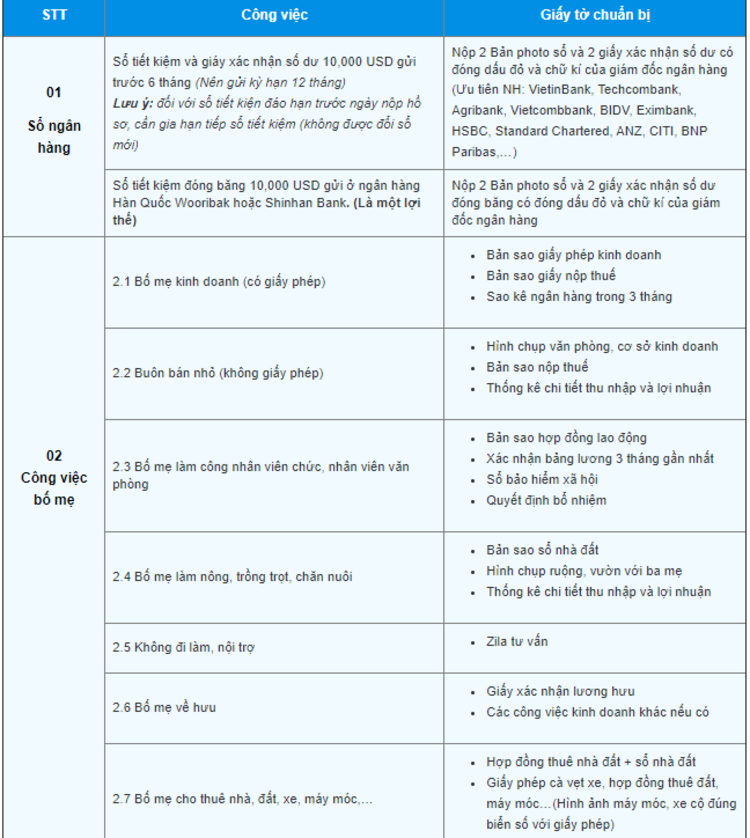 STT
Công việc
Giấy tờ chuẩn bị
01
Sổ ngân
hàng
Sổ tiết kiệm và giáy xác nhận số dư 10,000 USD gửi
trước 6 tháng (Nên gửi kỳ hạn 12 tháng)
Lưu ý: đối với sổ tiết kiện đáo hạn trước ngày nộp hồ
sơ, cần gia hạn tiếp sổ tiết kiệm (không được đổi sổ
mới)
Nộp 2 Bản photo sổ và 2 giấy xác nhận số dư có
đóng dấu đỏ và chữ kí của giám đốc ngân hàng
(Ưu tiên NH: VietinBank, Techcombank,
Agribank, Vietcombbank, BIDV, Eximbank,
HSBC, Standard Chartered, ANZ, CITI, BNP
Paribas,…)
Sổ tiết kiệm đóng băng 10,000 USD gửi ở ngân hàng
Hàn Quốc Wooribak hoặc Shinhan Bank. (Là một lợi
thế)
Nộp 2 Bản photo sổ và 2 giấy xác nhận số dư
đóng băng có đóng dấu đỏ và chữ kí của giám
đốc ngân hàng
02
Công việc
bố mẹ
2.1 Bố mẹ kinh doanh (có giấy phép)
• Bản sao giấy phép kinh doanh
• Bản sao giấy nộp thuế
• Sao kê ngân hàng trong 3 tháng
2.2 Buôn bán nhỏ (không giấy phép)
• Hình chụp văn phòng, cơ sở kinh doanh
• Bản sao nộp thuế
• Thống kê chi tiết thu nhập và lợi nhuận
2.3 Bố mẹ làm công nhân viên chức, nhân viên văn
phòng
• Bản sao hợp đồng lao động
• Xác nhận bảng lương 3 tháng gần nhất
• Sổ bảo hiểm xã hội
• Quyết định bổ nhiệm
2.4 Bố mẹ làm nông, trồng trọt, chăn nuôi
• Bản sao sổ nhà đất
• Hình chụp ruộng, vườn với ba mẹ
• Thống kê chi tiết thu nhập và lợi nhuận
2.5 Không đi làm, nội trợ
• Zila tư vấn
2.6 Bố mẹ về hưu
• Giấy xác nhận lương hưu
• Các công việc kinh doanh khác nếu có
2.7 Bố mẹ cho thuê nhà, đất, xe, máy móc,…
• Hợp đồng thuê nhà đất + sổ nhà đất
• Giấy phép cà vẹt xe, hợp đồng thuê đất,
máy móc…(Hình ảnh máy móc, xe cộ đúng
biển số với giấy phép)